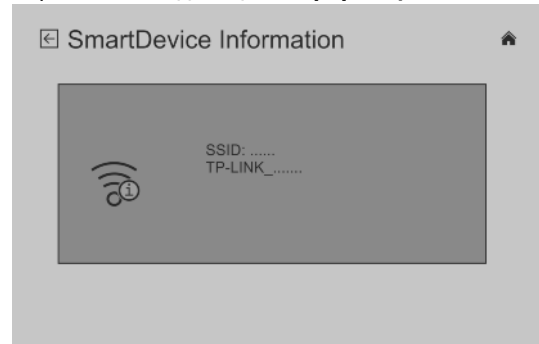 SmartDevice Information
SSID: ......
TP-LINK_.......